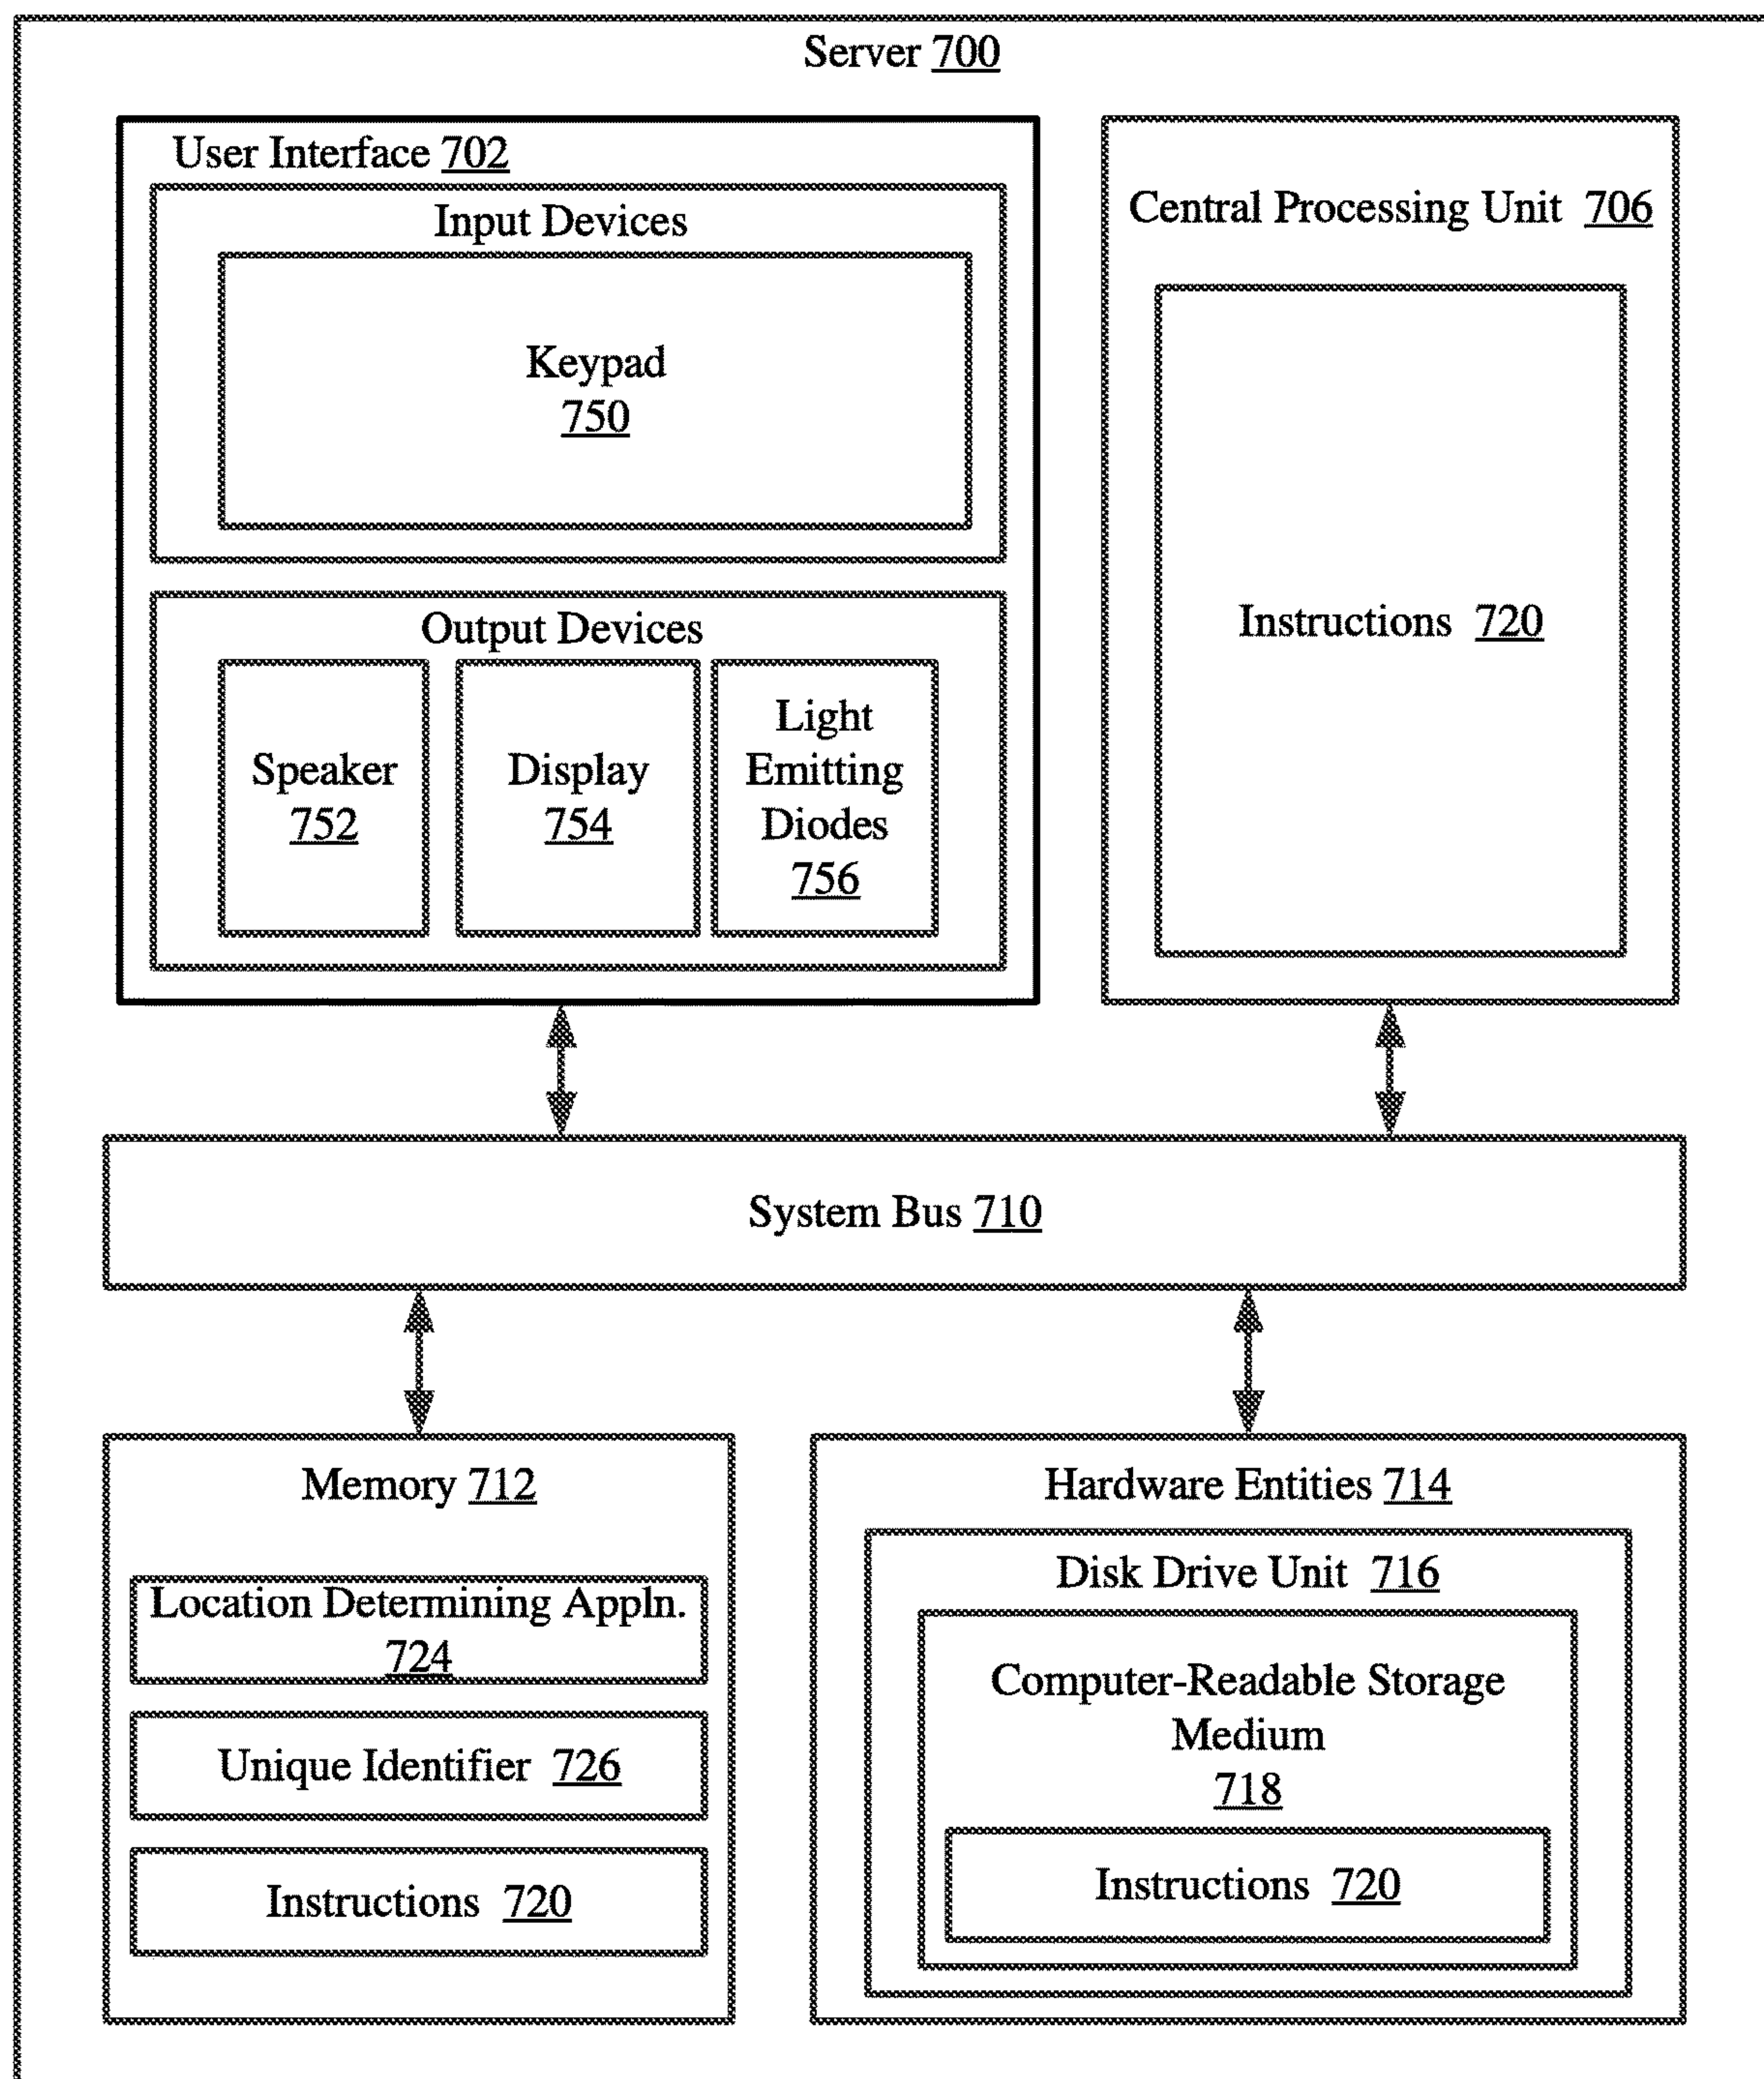 Server 700
User Interface 702
Input Devices
Keypad
750
Output Devices
Speaker
752
Display
754
Light
Emitting
Diodes
756
Central Processing Unit 706
Instructions 720
System Bus 710
Memory 712
Location Determining Appln.
724
Unique Identifier 726
Instructions 720
Hardware Entities 714
Disk Drive Unit 716
Computer-Readable Storage
Medium
718
Instructions 720